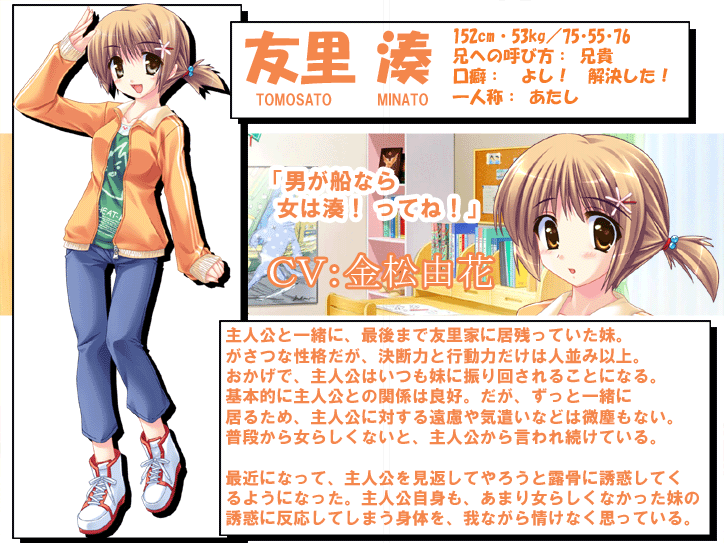 友里 湊
TOMOSATO MINATO
152cm・53kg／75・55・76
兄への呼び方： 兄貴
口癖： よし！ 解決した！
一人称： あたし
「男が船なら
女は湊！ってね！」
CV：金松由花
主人公と一緒に、最後まで友里家に居残っていた妹。
がさつな性格だが、決断力と行動力だけは人並み以上。
おかげで、主人公はいつも妹に振り回されることになる。
基本的に主人公との関係は良好。だが、ずっと一緒に
居るため、主人公に対する遠慮や気遣いなどは微塵もない。
普段から女らしくないと、主人公から言われ続けている。
最近になって、主人公を見返してやろうと露骨に誘惑してく
るようになった。主人公自身も、あまり女らしくなかった妹の
誘惑に反応してしまう身体を、我ながら情けなく思っている。